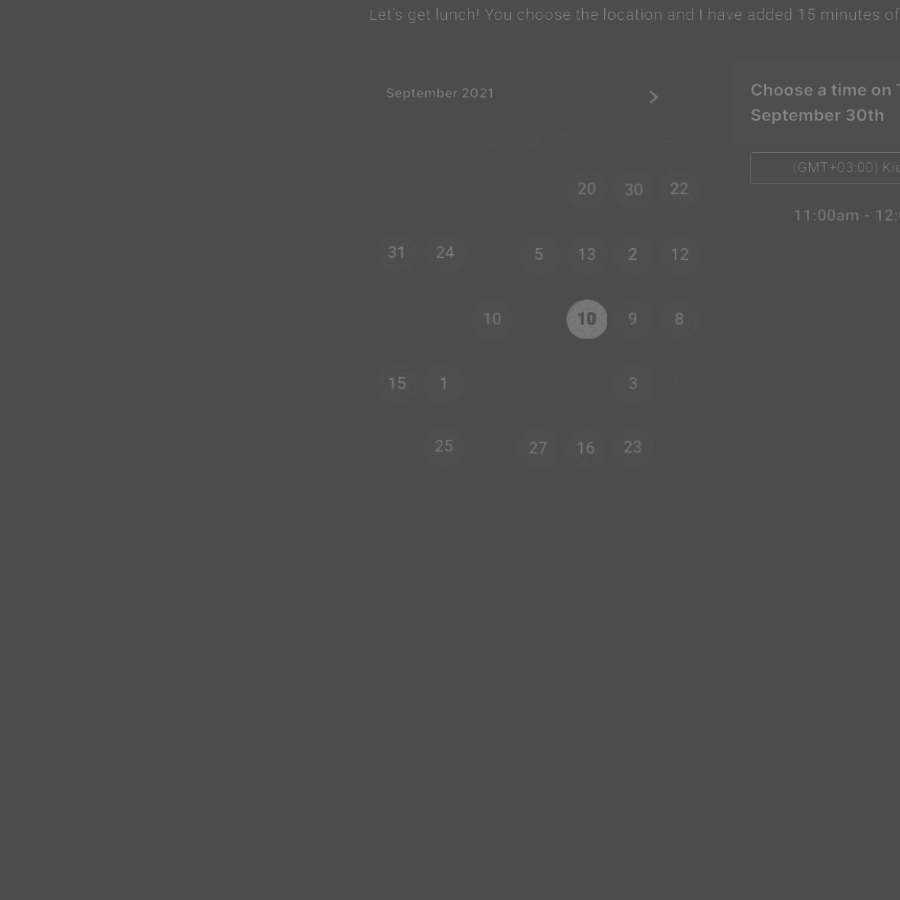 Let's get lunch! You choose the location and I have added 15 minutes of
September 2021
Choose a time on
September 30th
(GMT+03:00)
11:00am - 12:
20 30 22
31 24 5 13 2 12
10 10 9 8
15 1 3
25 27 16 23